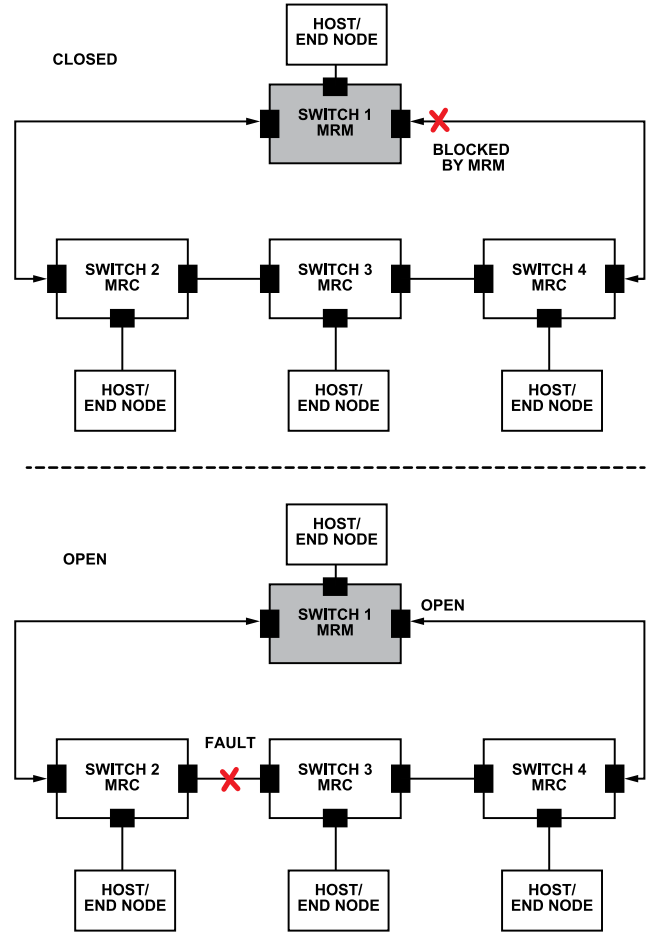 HOST/
END NODE
CLOSED
SWITCH 1
MRM
BLOCKED
BY MRM
SWITCH 2
MRC
SWITCH 3
MRC
SWITCH 4
MRC
HOST/
END NODE
HOST/
END NODE
HOST/
END NODE
HOST/
END NODE
OPEN
SWITCH 1
MRM
OPEN
FAULT
SWITCH 2
MRC
SWITCH 3
MRC
SWITCH 4
MRC
HOST/
END NODE
HOST/
END NODE
HOST/
END NODE